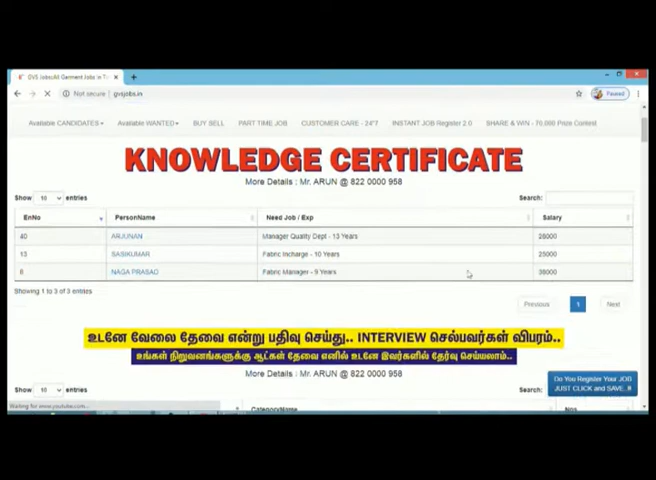 GVS Jobs|All Garment Jobs in T
Not secure | gvsjobs.in
Paused
Available CANDIDATES Available WANTED BUY SELL PART TIME JOB CUSTOMER CARE - 24*7 INSTANT JOB Register 2.0 SHARE & WIN - 70,000 Prize Contest
KNOWLEDGE CERTIFICATE
More Details : Mr. ARUN @ 822 0000 958
Show 10 entries Search:
EnNo PersonName Need Job / Exp Salary
40 ARJUNAN Manager Quality Dept - 13 Years 28000
13 SASIKUMAR Fabric Incharge - 10 Years
8 NAGA PRASAD Fabric Manager - 9 Years 38000
Showing 1 to 3 of 3 entries
Previous 1 Next
உடனே வேலை தேவை என்று பதிவு செய்து.. INTERVIEW செல்பவர்கள் விபரம்..
உங்கள் நிறுவனங்களுக்கு ஆட்கள் தேவை எனில் உடனே இவர்களில் தேர்வு செய்யலாம்..
More Details : Mr. ARUN @ 822 0000 958
Do You Register Your JOB
JUST CLICK and SAVE..!!
Show 10 entries
Waiting for www.youtube.com...
CategoryName Nos